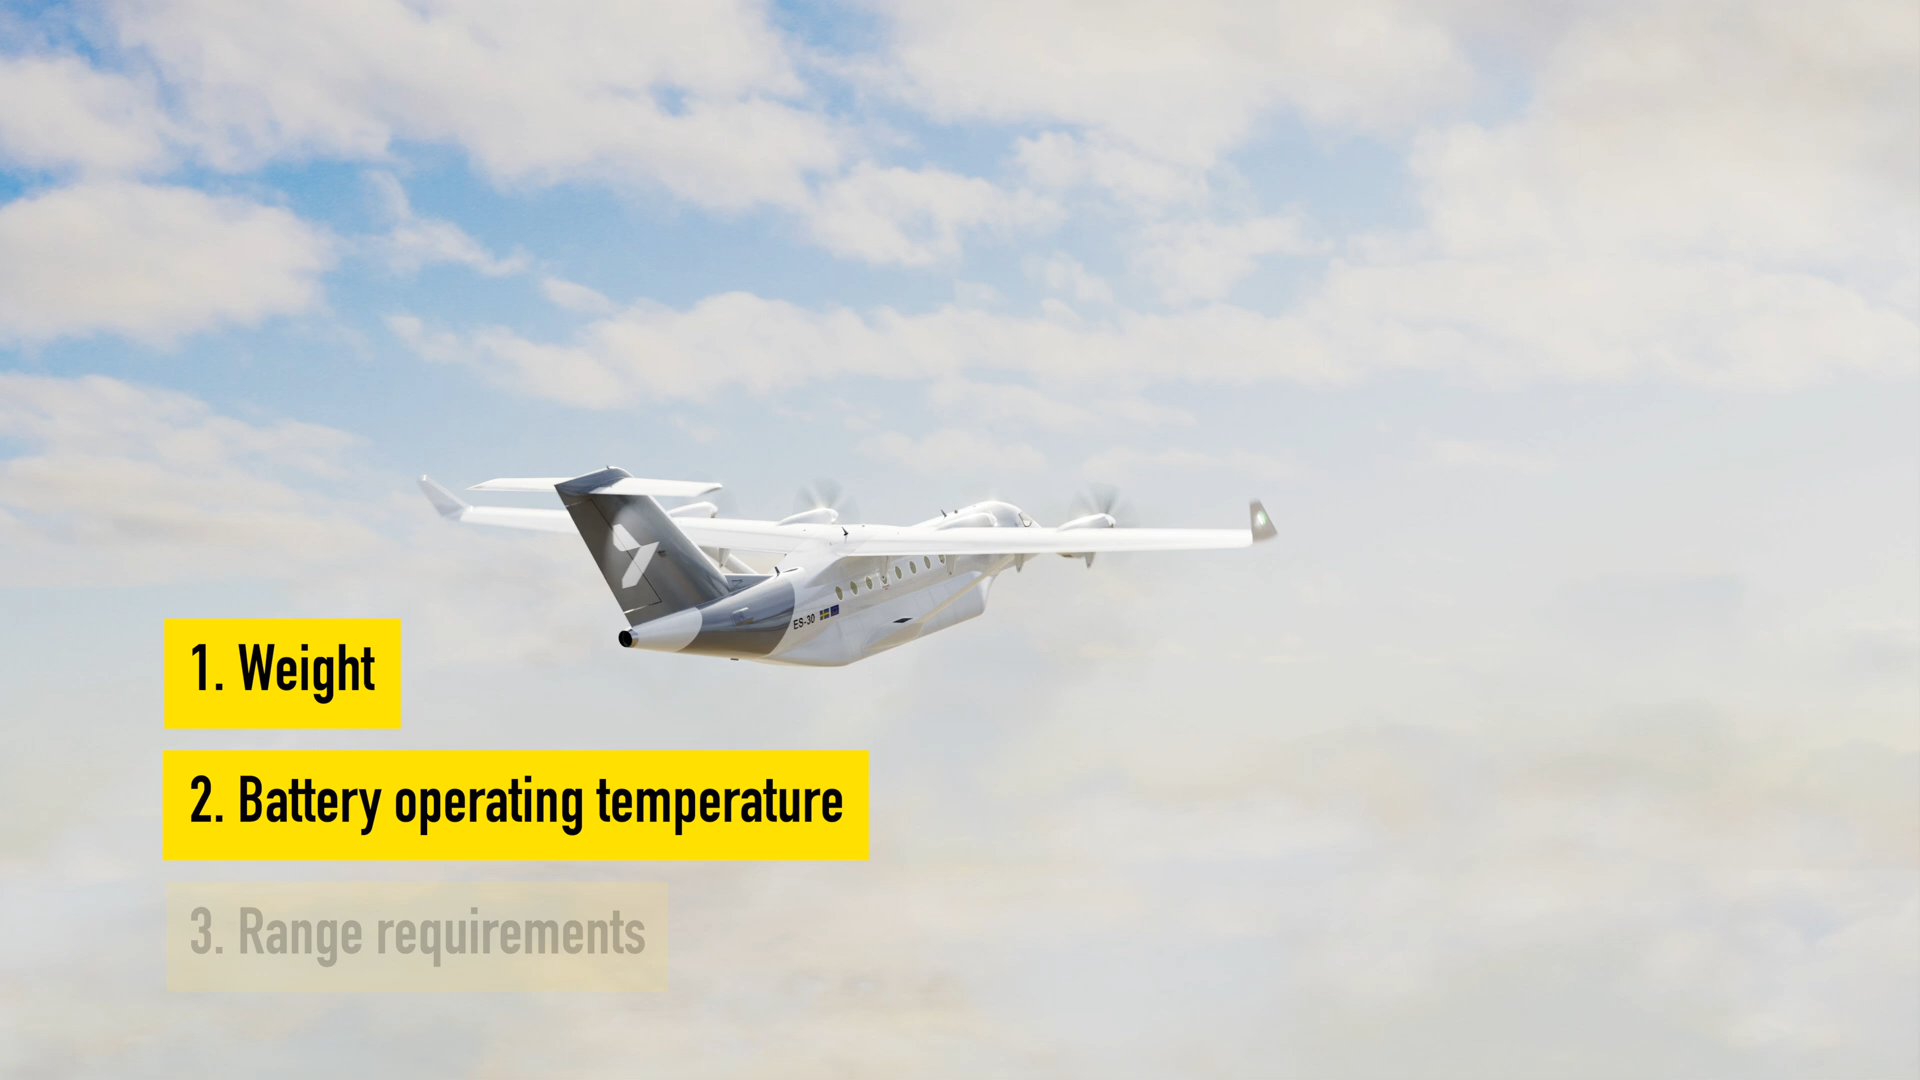 ES-30
1. Weight
2. Battery operating temperature
3. Range requirements